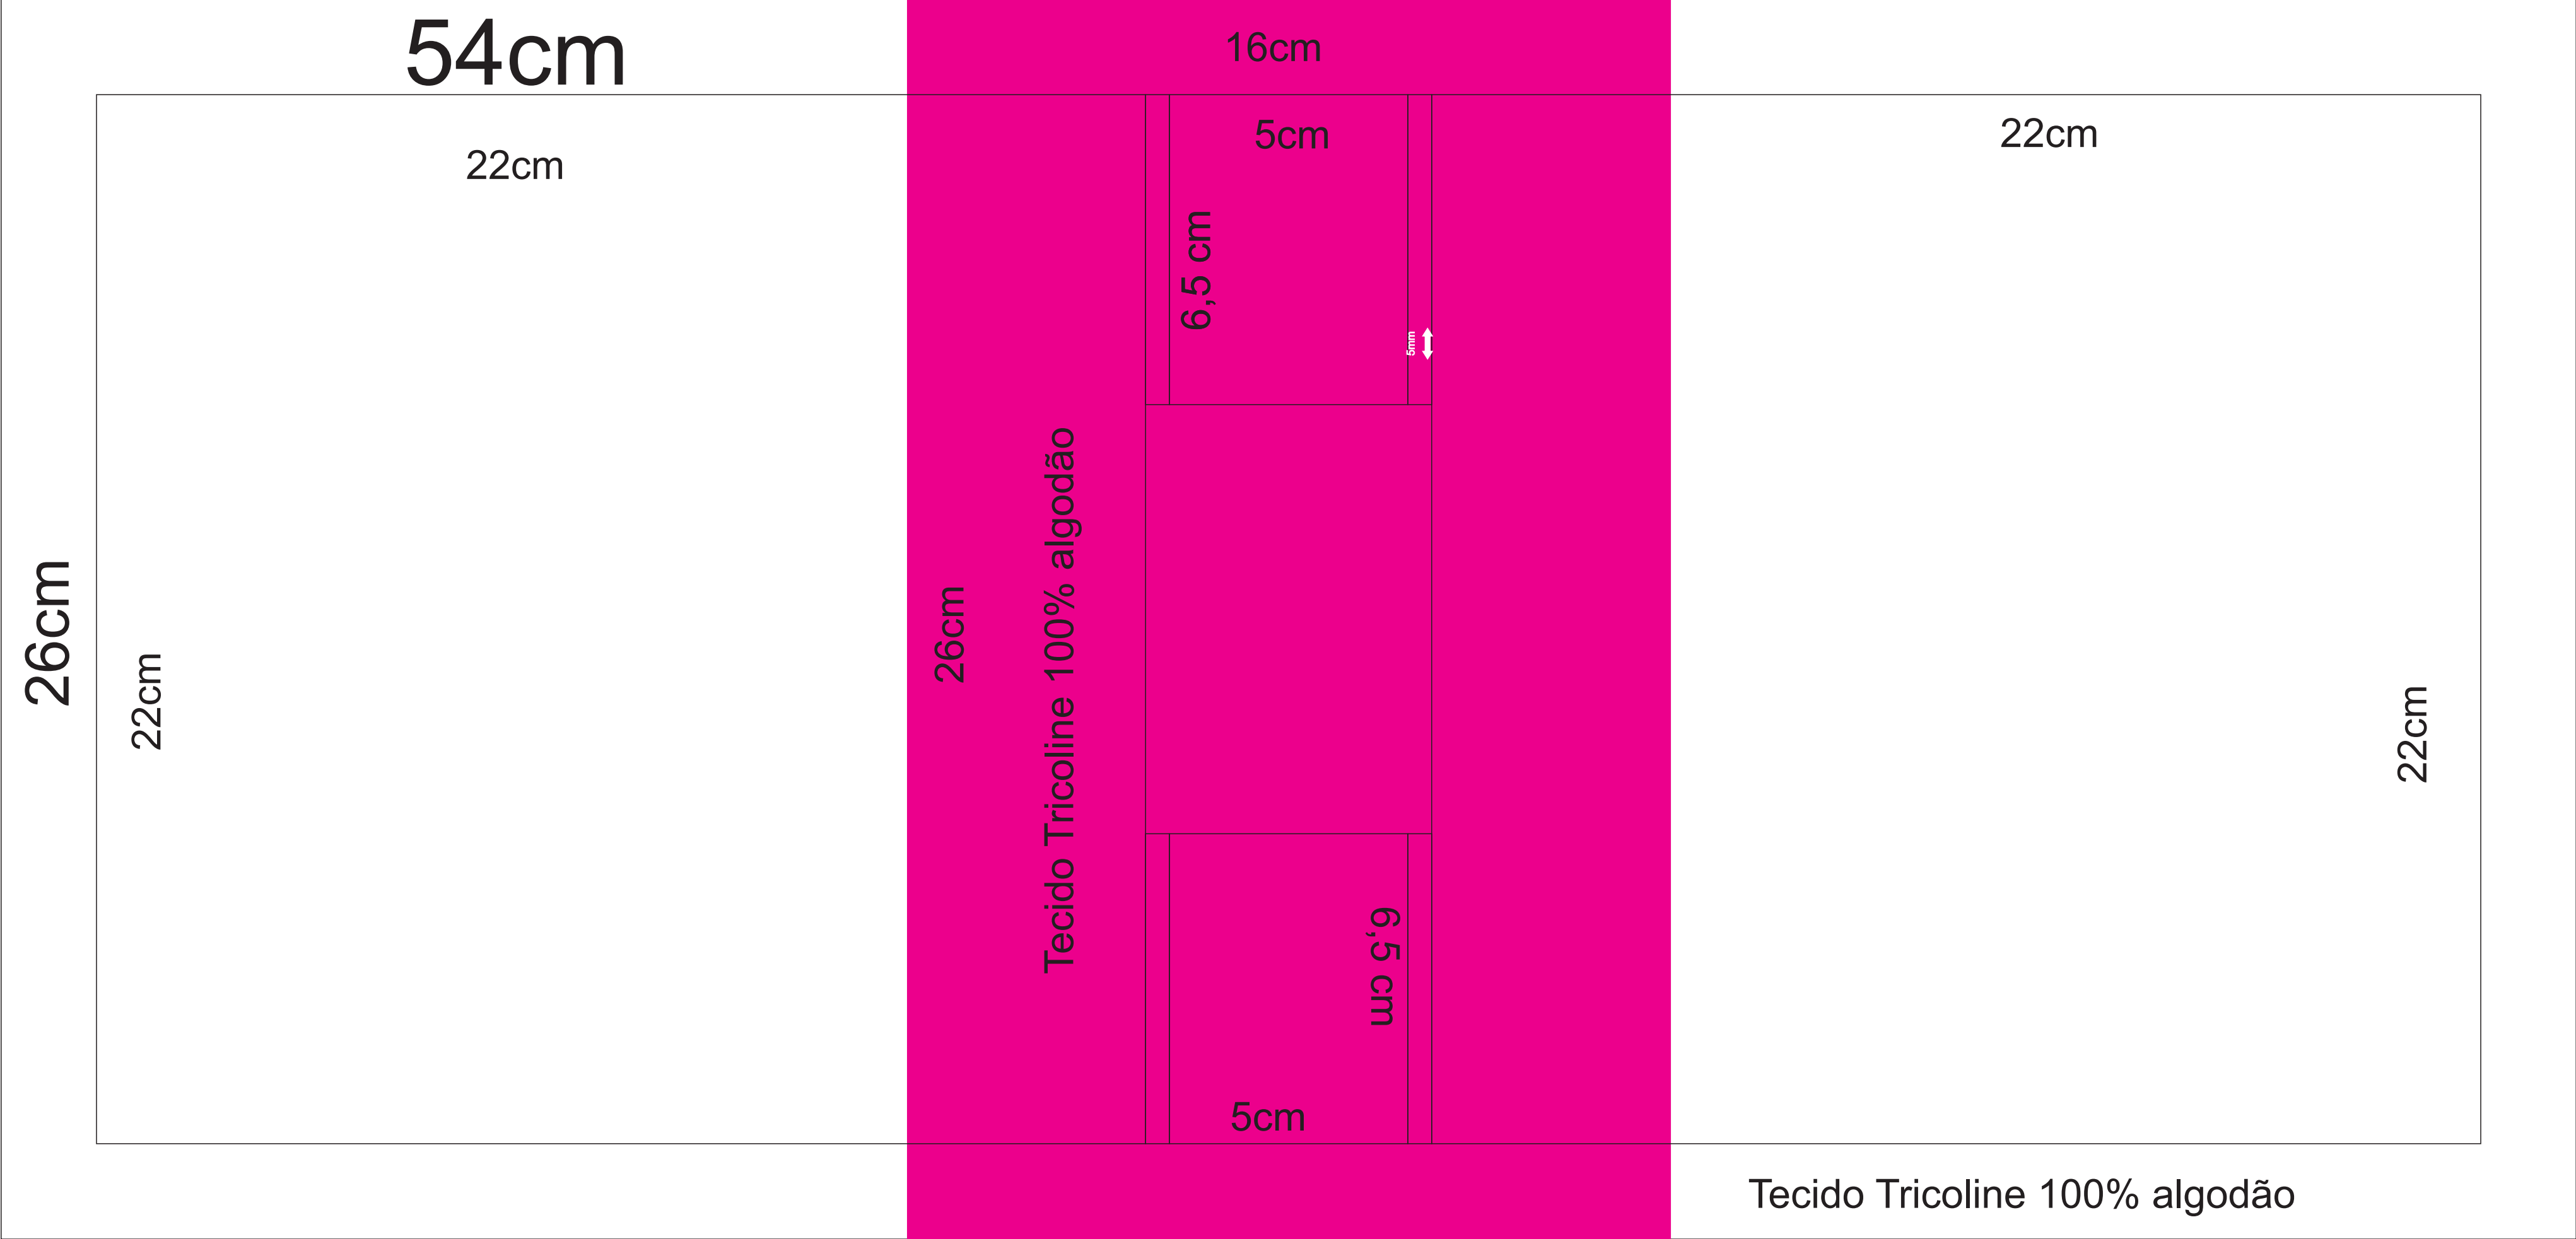 54cm
16cm
22cm
5cm
22cm
6,5 cm
5mm
26cm
22cm
26cm
Tecido Tricoline 100% algodão
22cm
6,5 cm
5cm
Tecido Tricoline 100% algodão